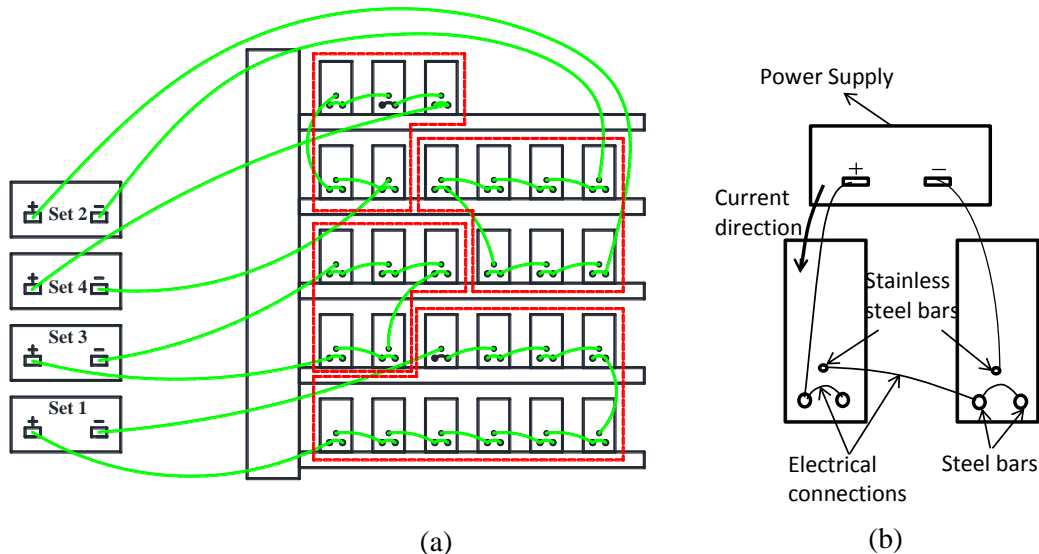 + Set 2 −
+ Set 4 −
Set 3
+ −
Set 1
+ −
(a)
Power Supply
+ −
Current
direction
Stainless
steel bars
Electrical
connections
Steel bars
(b)